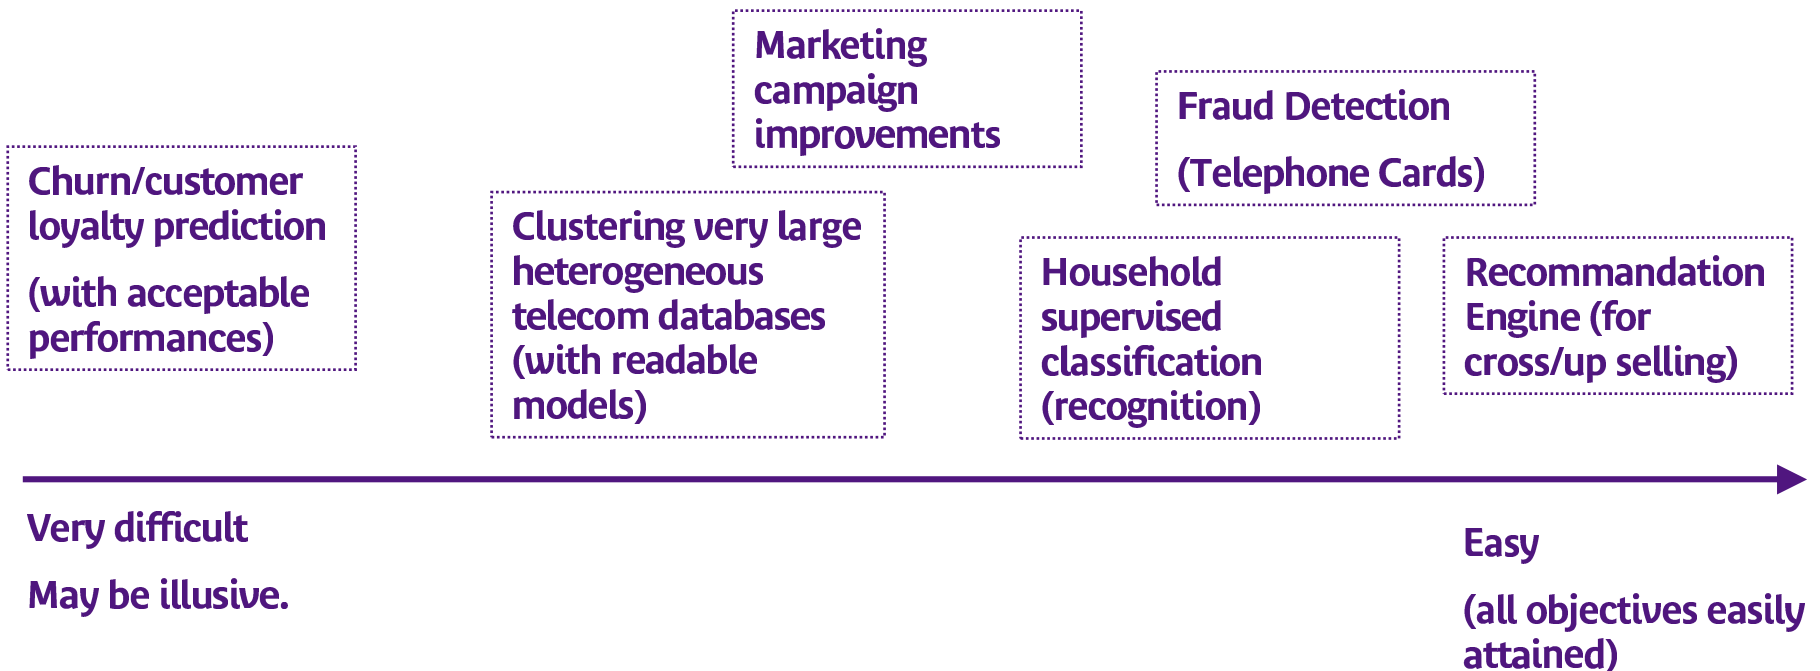 Marketing
campaign
improvements
Fraud Detection
(Telephone Cards)
Churn/customer
loyalty prediction
(with acceptable
performances)
Clustering very large
heterogeneous
telecom databases
(with readable
models)
Household
supervised
classification
(recognition)
Recommandation
Engine (for
cross/up selling)
Very difficult
May be illusive.
Easy
(all objectives easily
attained)